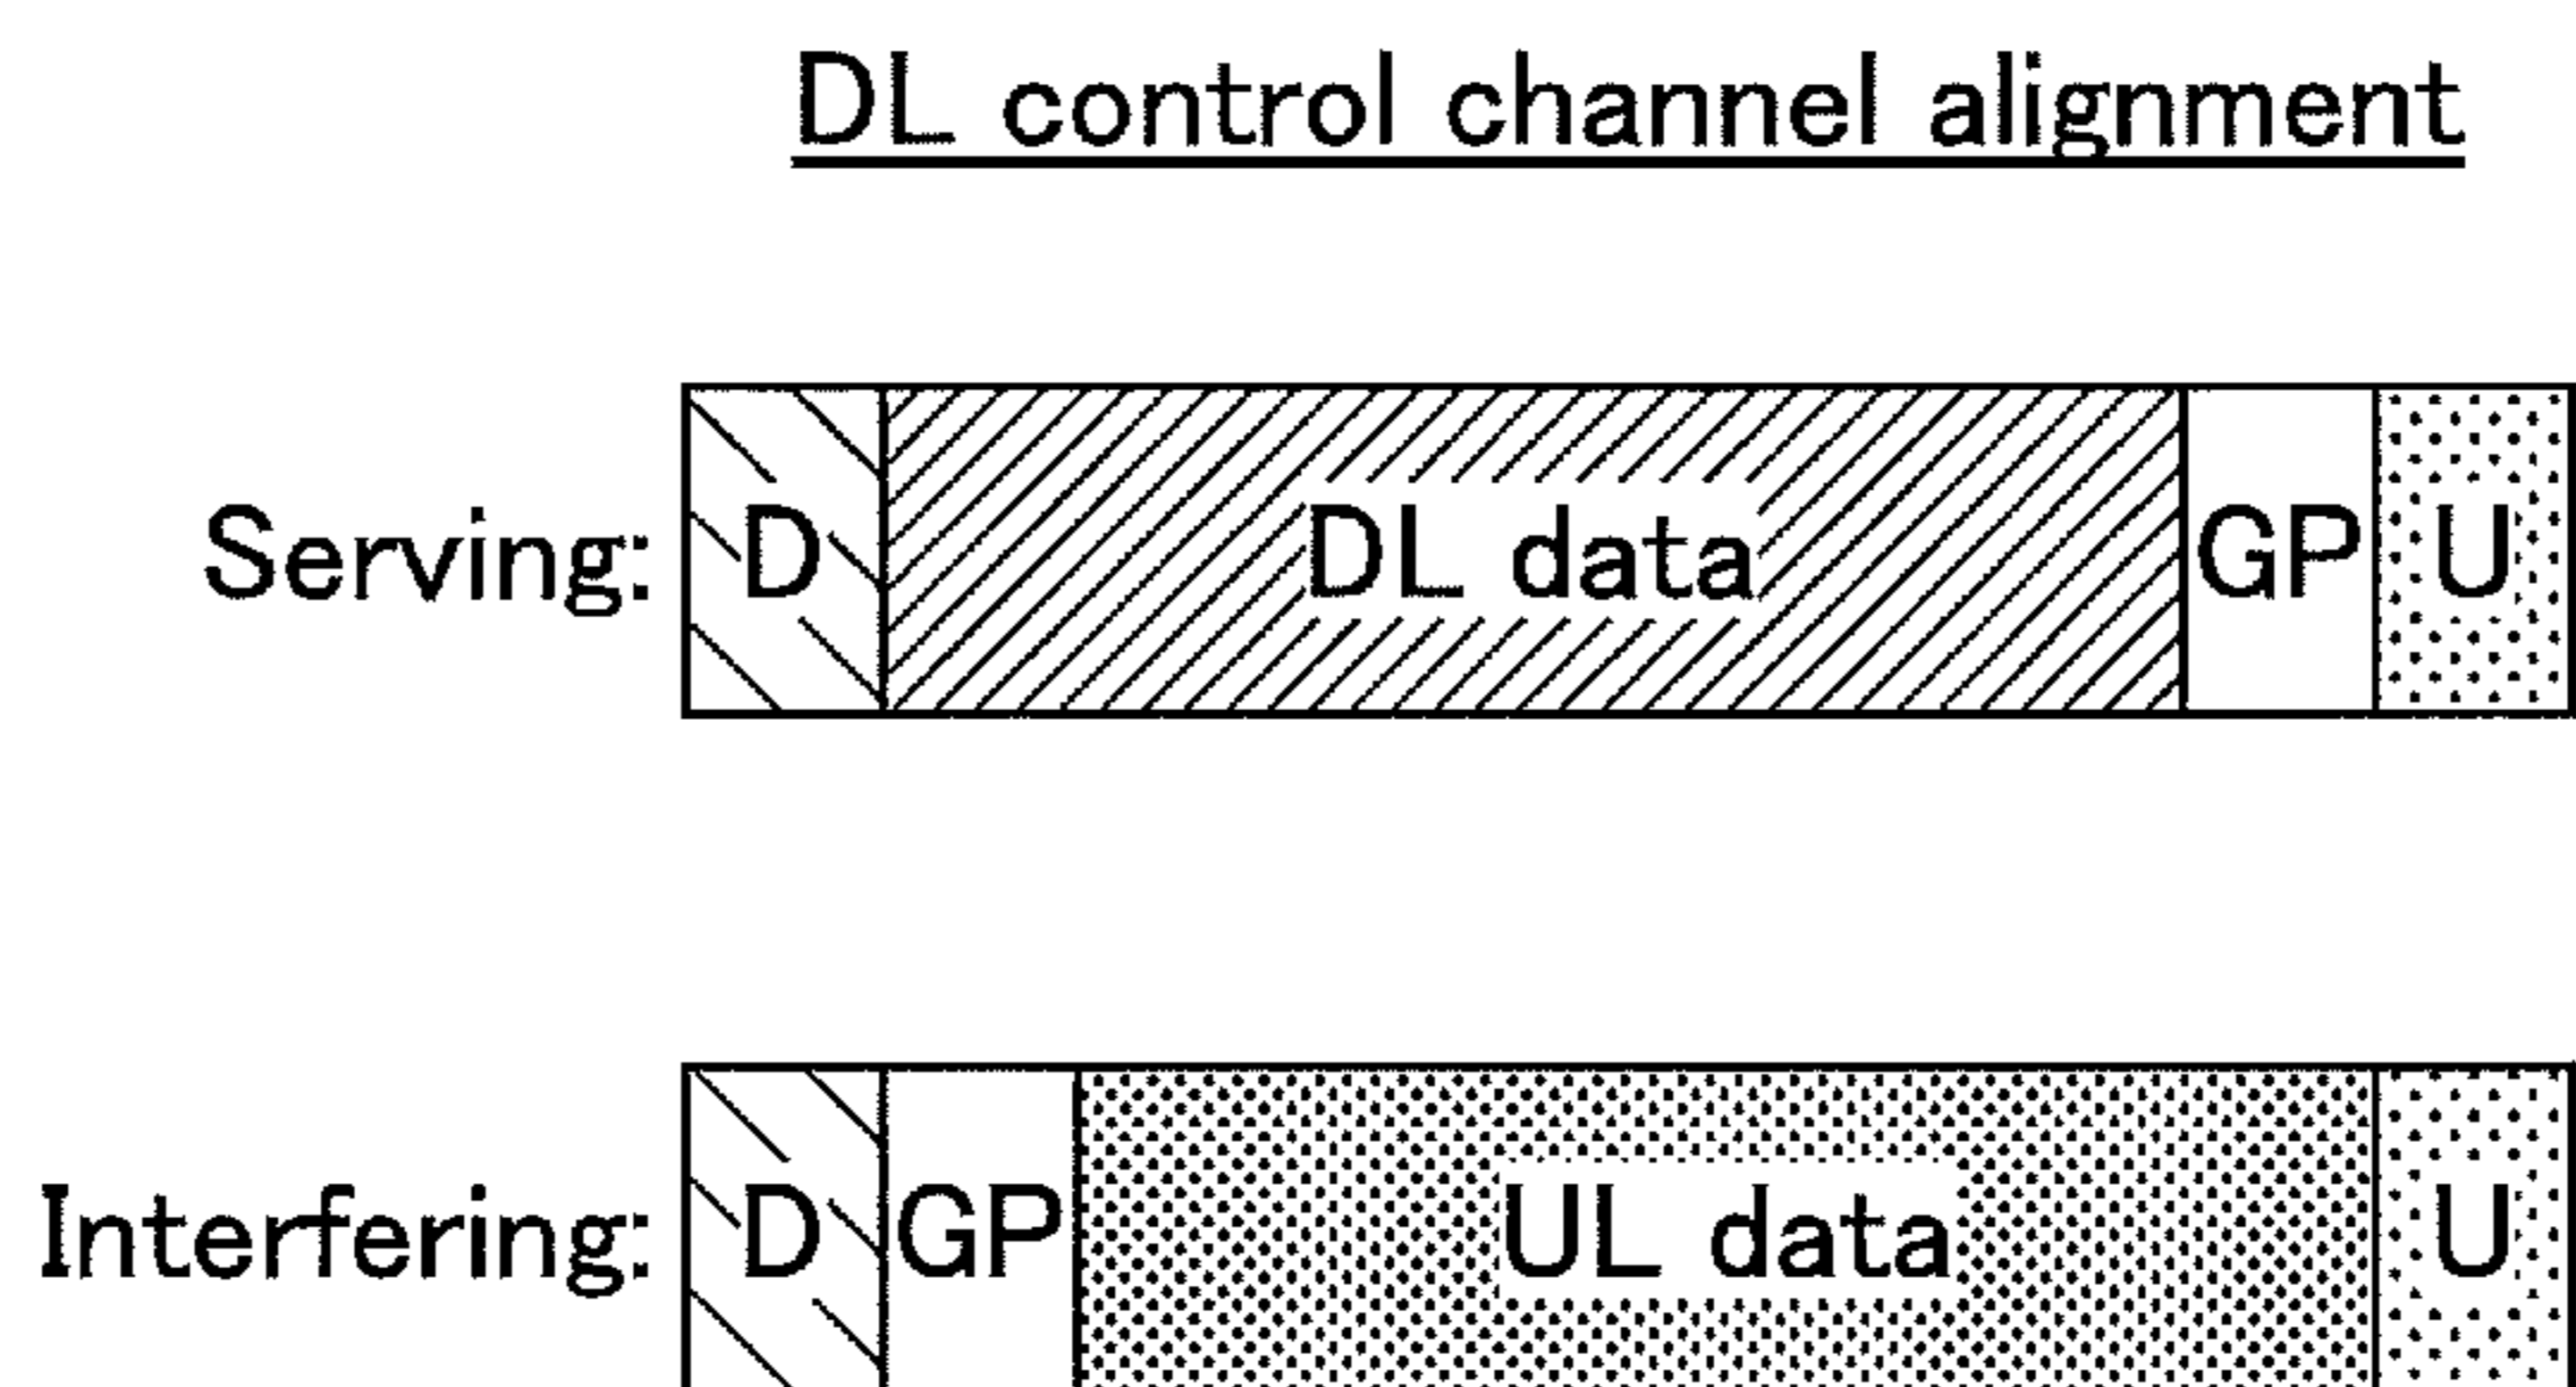 DL control channel alignment
Serving: D DL data GP U
Interfering: D GP UL data U